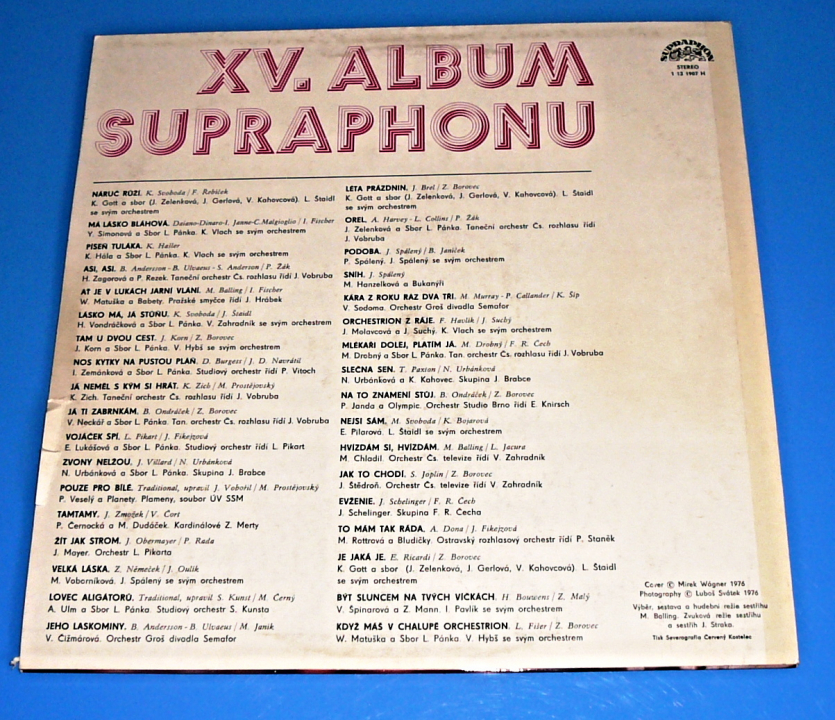 XV. ALBUM
SUPRAPHONU
SUPRAPHON
STEREO
1 13 1987 H
NÁRUČ RŮŽÍ. K. Svoboda / F. Řebíček
K. Gott a sbor (J. Zelenková, J. Gerlová, V. Kahovcová). L. Štaidl
se svým orchestrem
MÁ LÁSKO BLÁHOVÁ. Daiano-Dinaro-I. Janne-C. Malgioglio / I. Fischer
Y. Simonová a Sbor L. Pánka. K. Vlach se svým orchestrem
PÍSEŇ TULÁKA. K. Hašler
K. Hála a Sbor L. Pánka. K. Vlach se svým orchestrem
ASI, ASI. B. Andersson - B. Ulvaeus - S. Anderson / P. Žák
H. Zagorová a P. Rezek. Taneční orchestr Čs. rozhlasu řídí J. Vobruba
AŤ JE V LUKÁCH JARNÍ VLÁNÍ. M. Balling / I. Fischer
W. Matuška a Babety. Pražské smyčce řídí J. Hrábek
LÁSKO MÁ, JÁ STŮŇU. K. Svoboda / J. Štaidl
H. Vondráčková a Sbor L. Pánka. V. Zahradník se svým orchestrem
TAM U DVOU CEST. J. Korn / Z. Borovec
J. Korn a Sbor L. Pánka. V. Hybš se svým orchestrem
NOS KYTKY NA PUSTOU PLÁŇ. D. Burgess / J. D. Navrátil
I. Zemánková a Sbor L. Pánka. Studiový orchestr řídí P. Vitoch
JÁ NEMĚL S KÝM SI HRÁT. K. Zich / M. Prostějovský
K. Zich. Taneční orchestr Čs. rozhlasu řídí J. Vobruba
JÁ TI ZABRNKÁM. B. Ondráček / Z. Borovec
V. Neckář a Sbor L. Pánka. Tan. orchestr Čs. rozhlasu řídí J. Vobruba
VOJÁČEK SPÍ. L. Pikart / J. Fikejzová
E. Lukášová a Sbor L. Pánka. Studiový orchestr řídí L. Pikart
ZVONY NELŽOU. J. Villard / N. Urbánková
N. Urbánková a Sbor L. Pánka. Skupina J. Brabce
POUZE PRO BÍLÉ. Traditional, upravil J. Vobořil / M. Prostějovský
P. Veselý a Planety. Plameny, soubor ÚV SSM
TAMTAMY. J. Zmožek / V. Čort
P. Černocká a M. Dudáček. Kardinálové Z. Merty
ŽÍT JAK STROM. J. Obermayer / P. Rada
J. Mayer. Orchestr L. Pikarta
VELKÁ LÁSKA. Z. Němeček / J. Oulík
M. Voborníková. J. Spálený se svým orchestrem
LOVEC ALIGÁTORŮ. Traditional, upravil S. Kunst / M. Černý
A. Ulm a Sbor L. Pánka. Studiový orchestr S. Kunsta
JEHO LASKOMINY. B. Andersson - B. Ulvaeus / M. Janík
V. Čižmárová. Orchestr Groš divadla Semafor
LÉTA PRÁZDNIN. J. Brel / Z. Borovec
K. Gott a sbor (J. Zelenková, J. Gerlová, V. Kahovcová). L. Štaidl
se svým orchestrem
OREL. A. Harvey - L. Collins / P. Žák
J. Zelenková a Sbor L. Pánka. Taneční orchestr Čs. rozhlasu řídí
J. Vobruba
PODOBA. J. Spálený / B. Janíček
P. Spálený. J. Spálený se svým orchestrem
SNÍH. J. Spálený
M. Hanzelková a Bukanýři
KÁRA Z ROKU RAZ DVA TŘI. M. Murray - P. Callander / K. Šíp
V. Sodoma. Orchestr Groš divadla Semafor
ORCHESTRION Z RÁJE. F. Havlík / J. Suchý
J. Molavcová a J. Suchý. K. Vlach se svým orchestrem
MLÉKAŘI DOLEJ, PLATÍM JÁ. M. Drobný / F. R. Čech
M. Drobný a Sbor L. Pánka. Tan. orchestr Čs. rozhlasu řídí J. Vobruba
SLEČNA SEN. T. Paxton / N. Urbánková
N. Urbánková a K. Kahovec. Skupina J. Brabce
NA TO ZNAMENÍ STŮJ. B. Ondráček / Z. Borovec
P. Janda a Olympic. Orchestr Studio Brno řídí E. Knirsch
NEJSI SÁM. M. Svoboda / K. Bojarová
E. Pilarová. L. Štaidl se svým orchestrem
HVÍZDÁM SI, HVÍZDÁM. M. Balling / L. Jacura
M. Chladil. Orchestr Čs. televize řídí V. Zahradník
JAK TO CHODÍ. S. Joplin / Z. Borovec
J. Štědroň. Orchestr Čs. televize řídí V. Zahradník
EVŽENIE. J. Schelinger / F. R. Čech
J. Schelinger. Skupina F. R. Čecha
TO MÁM TAK RÁDA. A. Dona / J. Fikejzová
M. Rottrová a Bludičky. Ostravský rozhlasový orchestr řídí P. Staněk
JE JAKÁ JE. E. Ricardi / Z. Borovec
K. Gott a sbor (J. Zelenková, J. Gerlová, V. Kahovcová), L. Štaidl
se svým orchestrem
BÝT SLUNCEM NA TVÝCH VÍČKÁCH. H. Bouwens / Z. Malý
V. Špinarová a Z. Mann. I. Pavlík se svým orchestrem
KDYŽ MÁŠ V CHALUPĚ ORCHESTRION. L. Fišer / Z. Borovec
W. Matuška a Sbor L. Pánka. V. Hybš se svým orchestrem
Cover © Mirek Wágner 1976
Photography © Luboš Svátek 1976
Výběr, sestava a hudební režie sestřihu
M. Balling. Zvuková režie sestřihu
a sestřih J. Straka.
Tisk Severografia Červený Kostelec